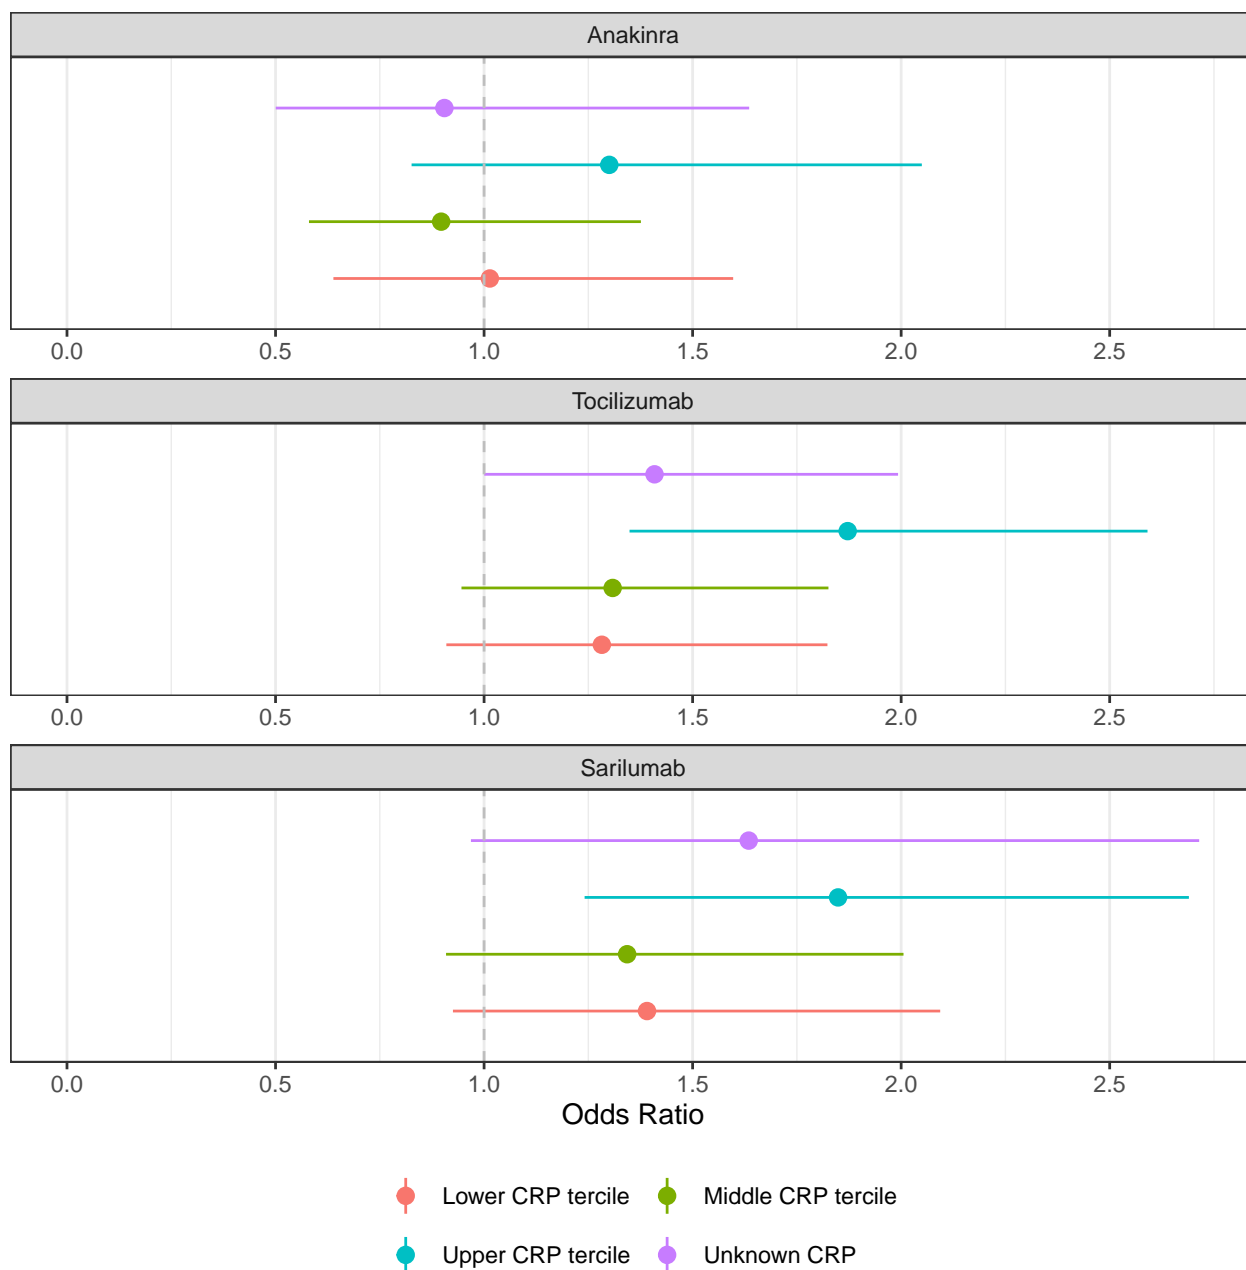 Anakinra
0.0 0.5 1.0 1.5 2.0 2.5
Tocilizumab
0.0 0.5 1.0 1.5 2.0 2.5
Sarilumab
0.0 0.5 1.0 1.5 2.0 2.5
Odds Ratio
Lower CRP tercile Middle CRP tercile
Upper CRP tercile Unknown CRP